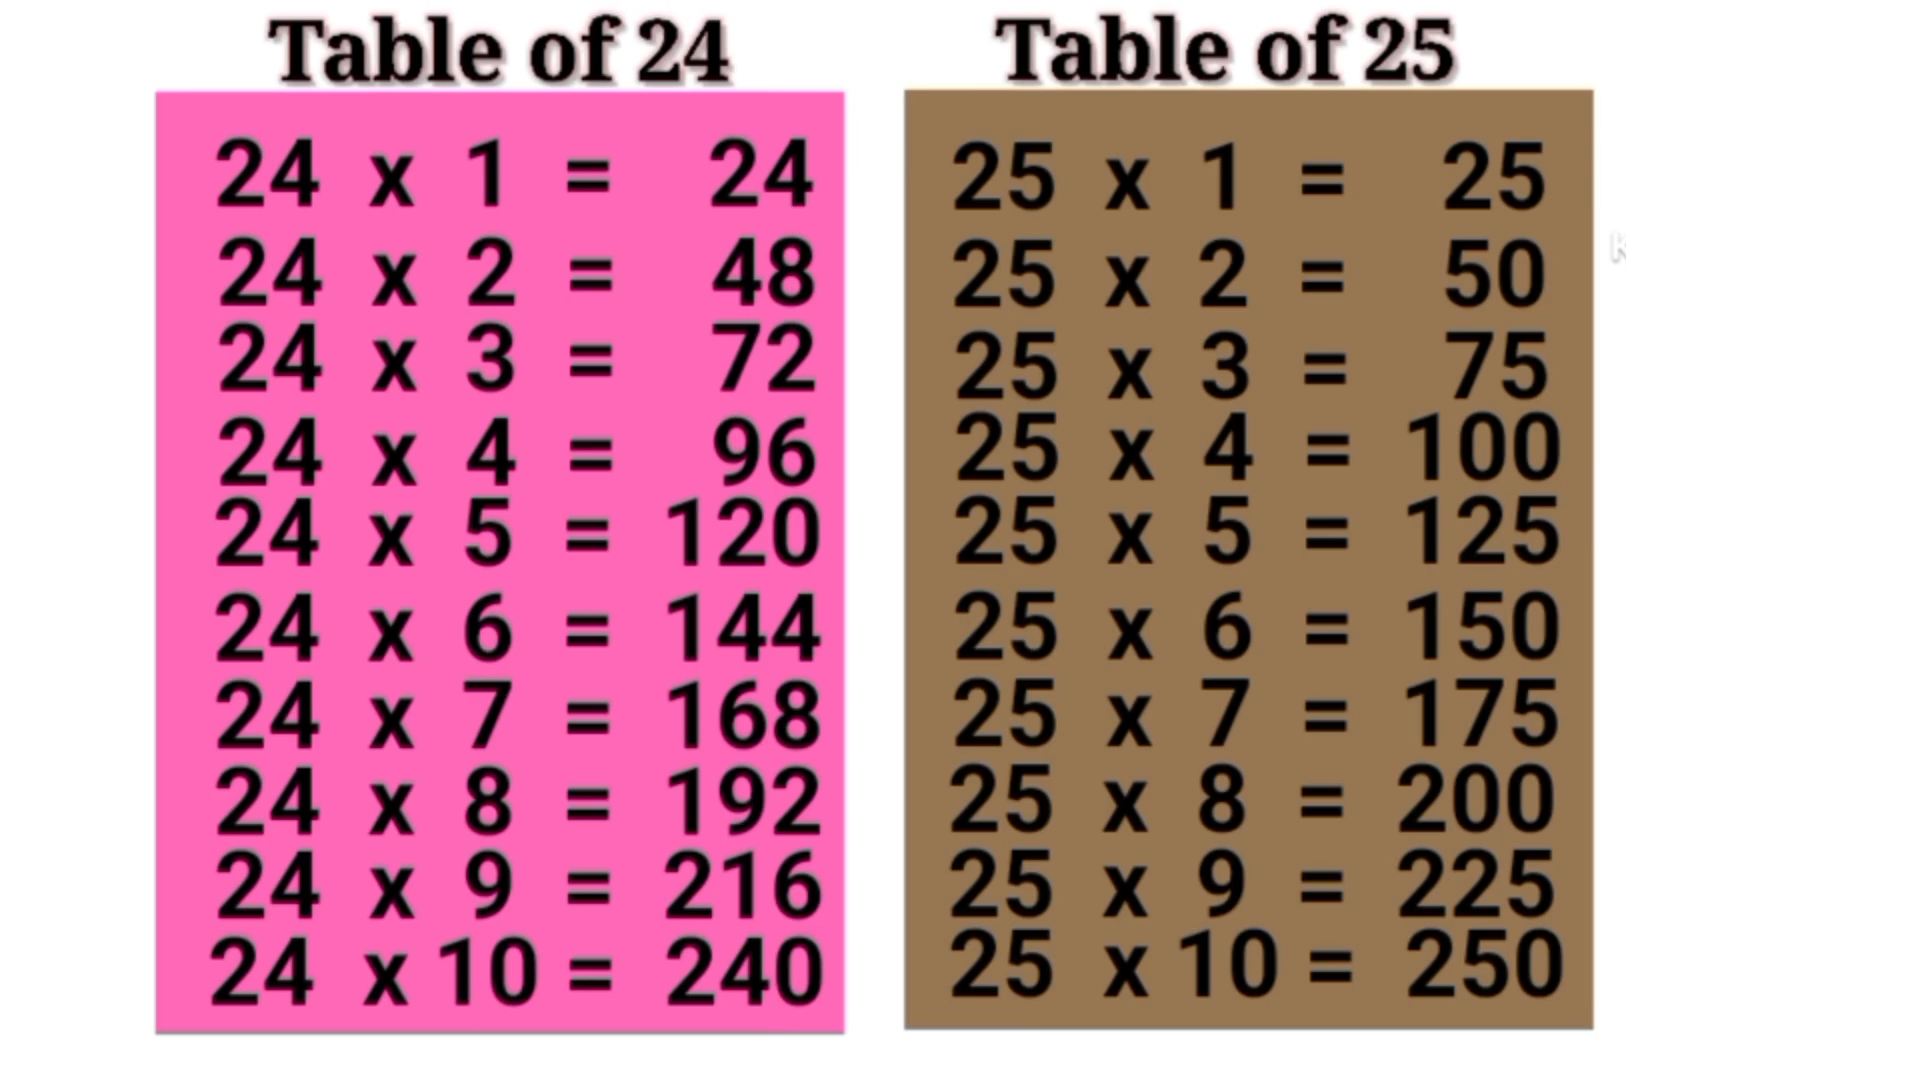 Table of 24
24 x 1 = 24
24 x 2 = 48
24 x 3 = 72
24 x 4 = 96
24 x 5 = 120
24 x 6 = 144
24 x 7 = 168
24 x 8 = 192
24 x 9 = 216
24 x 10 = 240
Table of 25
25 x 1 = 25
25 x 2 = 50
25 x 3 = 75
25 x 4 = 100
25 x 5 = 125
25 x 6 = 150
25 x 7 = 175
25 x 8 = 200
25 x 9 = 225
25 x 10 = 250